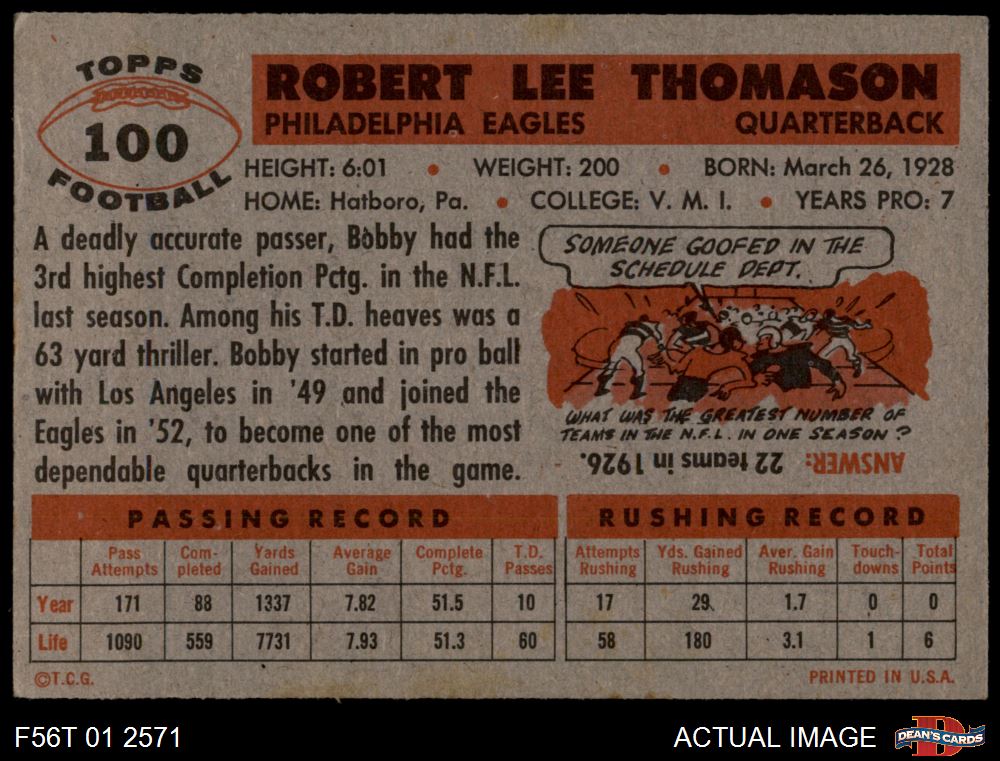 TOPPS
100
FOOTBALL
ROBERT LEE THOMASON
PHILADELPHIA EAGLES QUARTERBACK
HEIGHT: 6:01 • WEIGHT: 200 • BORN: March 26, 1928
HOME: Hatboro, Pa. • COLLEGE: V. M. I. • YEARS PRO: 7
A deadly accurate passer, Bobby had the
3rd highest Completion Pctg. in the N.F.L.
last season. Among his T.D. heaves was a
63 yard thriller. Bobby started in pro ball
with Los Angeles in '49 and joined the
Eagles in '52, to become one of the most
dependable quarterbacks in the game.
SOMEONE GOOFED IN THE
SCHEDULE DEPT.
WHAT WAS THE GREATEST NUMBER OF
TEAMS IN THE N.F.L. IN ONE SEASON?
ANSWER: 22 teams in 1926.
PASSING RECORD
Pass Com- Yards Average Complete T.D.
Attempts pleted Gained Gain Pctg. Passes
Year 171 88 1337 7.82 51.5 10
Life 1090 559 7731 7.93 51.3 60
RUSHING RECORD
Attempts Yds. Gained Aver. Gain Touch- Total
Rushing Rushing Rushing downs Points
17 29 1.7 0 0
58 180 3.1 1 6
©T.C.G. PRINTED IN U.S.A.
F56T 01 2571 ACTUAL IMAGE DEAN'S CARDS